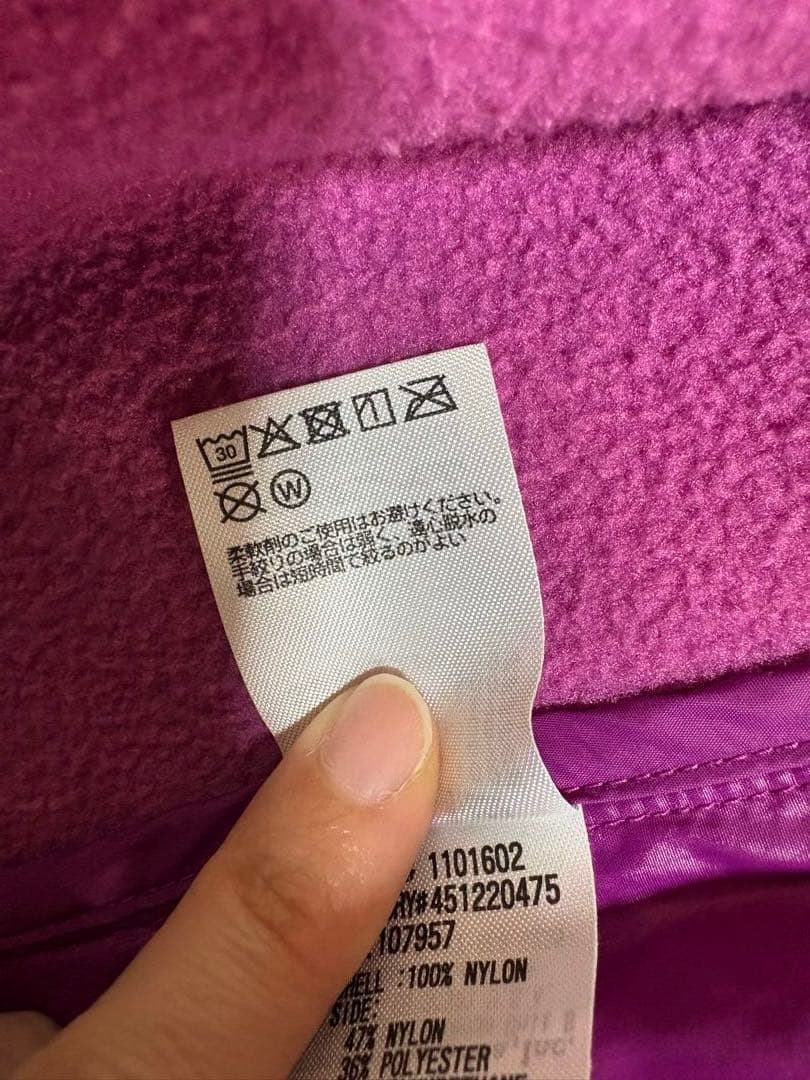 30
W
柔軟剤のご使用はお避けください。
手絞りの場合は弱く、遠心脱水の
場合は短時間で絞るのがよい
1101602
RY#451220475
107957
HELL :100% NYLON
SIDE:
47% NYLON
36% POLYESTER